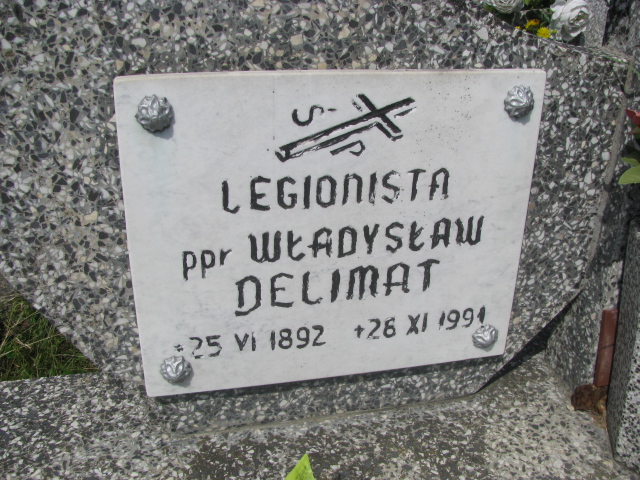 Ś P
LEGIONISTA
ppr WŁADYSŁAW
DELIMAT
*25 VI 1892 +28 XI 1991